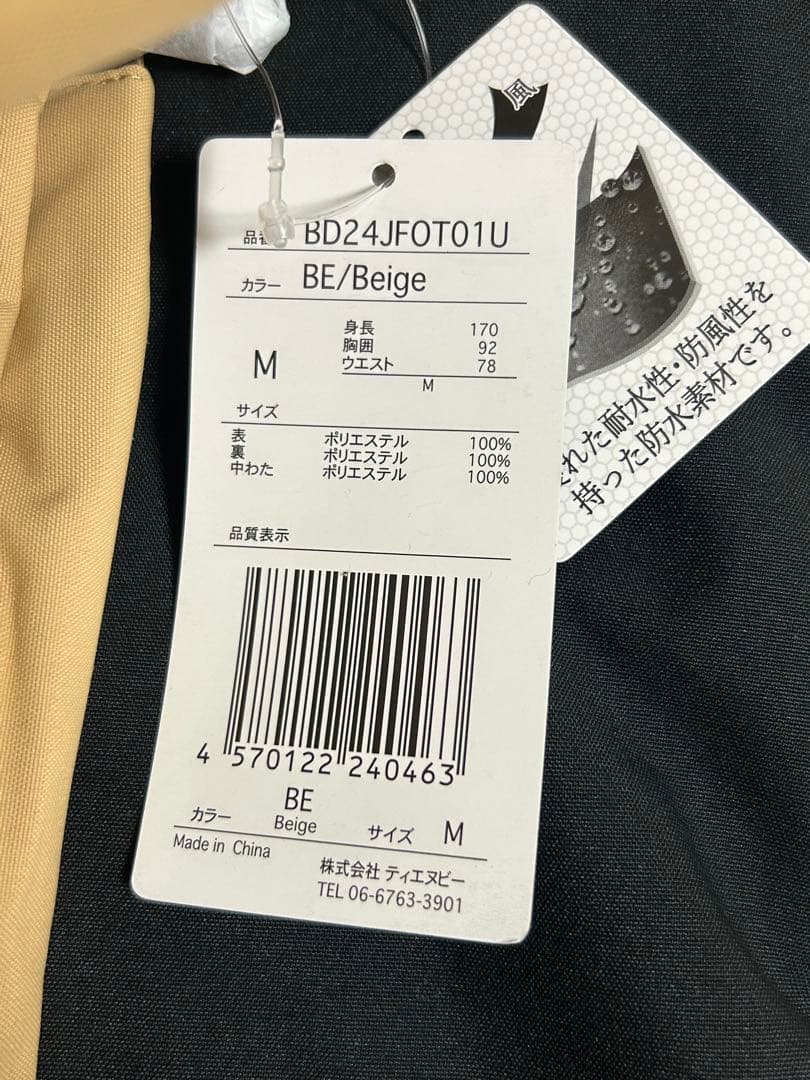 品番 BD24JFOT01U
カラー BE/Beige
身長 170
胸囲 92
ウエスト 78
M
M
サイズ
表 ポリエステル 100%
裏 ポリエステル 100%
中わた ポリエステル 100%
品質表示
4 570122 240463
BE
カラー Beige サイズ M
Made in China
株式会社 ティエヌピー
TEL 06-6763-3901
風
れた耐水性・防風性を
持った防水素材です。